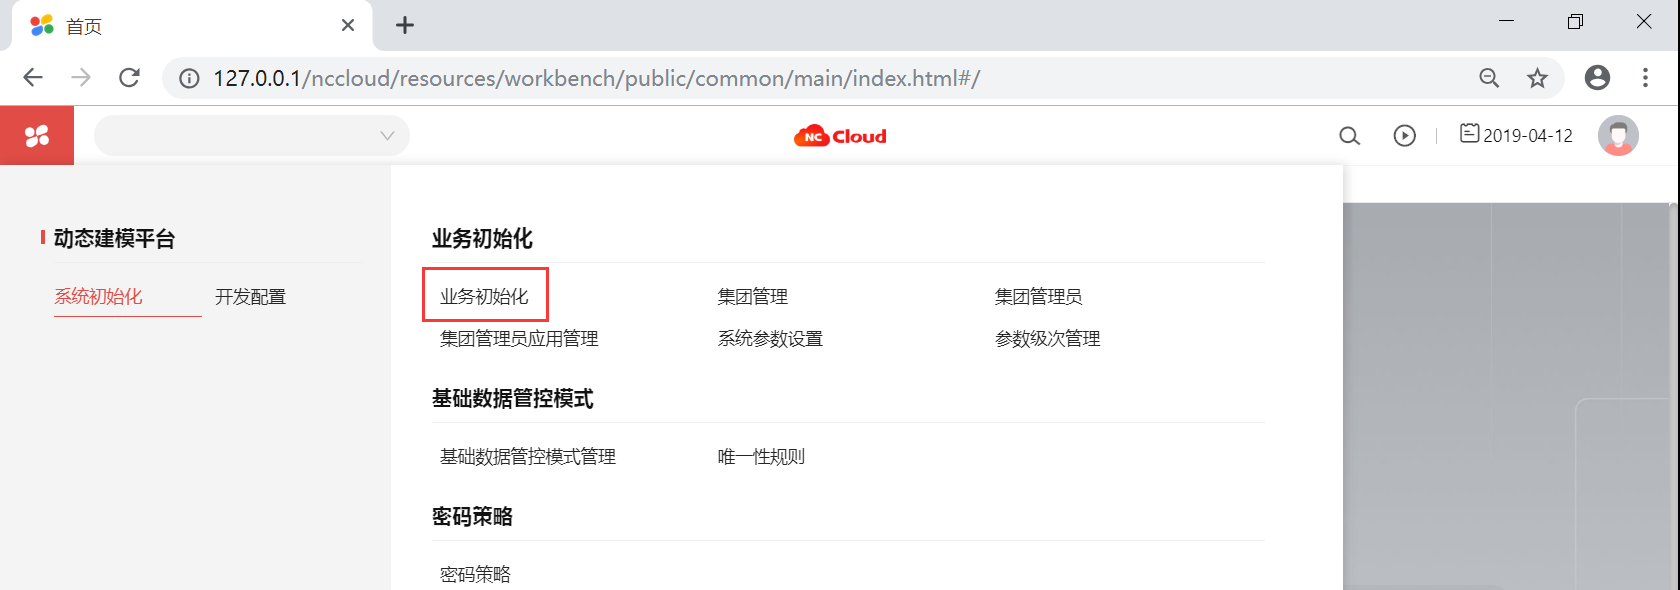 首页
127.0.0.1/nccloud/resources/workbench/public/common/main/index.html#/
NC Cloud
2019-04-12
动态建模平台
系统初始化 开发配置
业务初始化
业务初始化 集团管理 集团管理员
集团管理员应用管理 系统参数设置 参数级次管理
基础数据管控模式
基础数据管控模式管理 唯一性规则
密码策略
密码策略